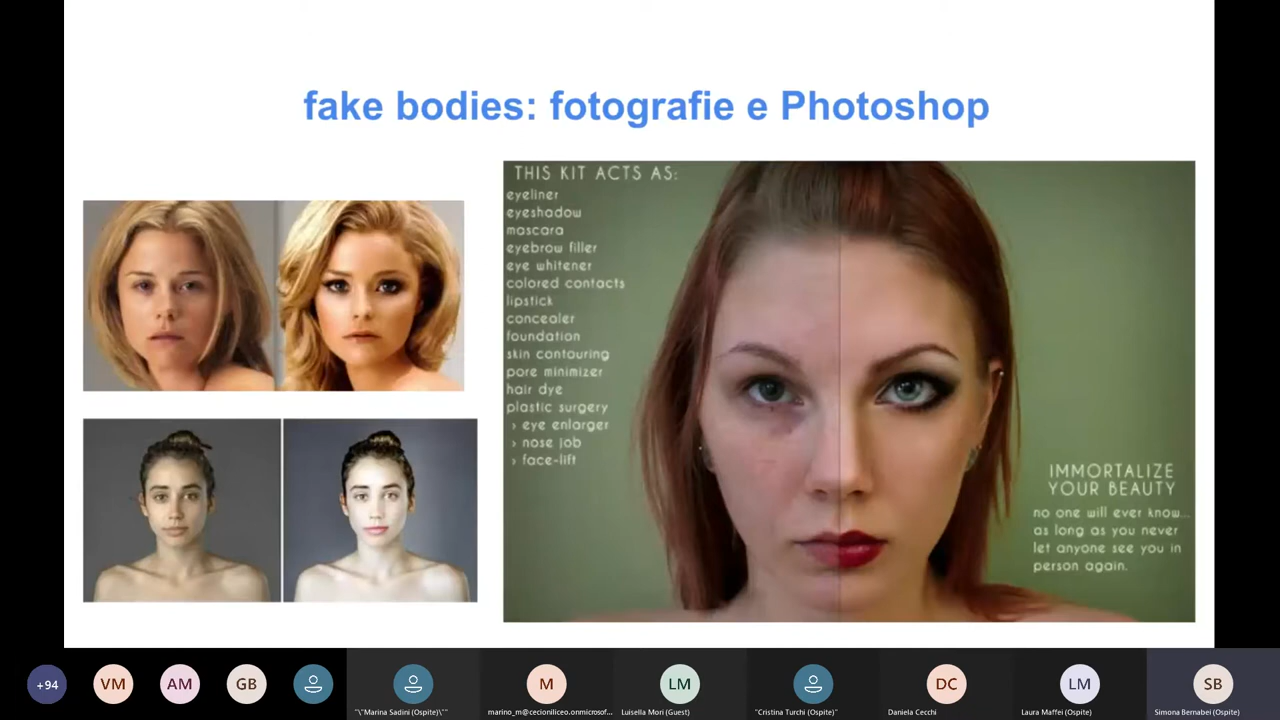 fake bodies: fotografie e Photoshop
THIS KIT ACTS AS:
eyeliner
eyeshadow
mascara
eyebrow filler
eye whitener
colored contacts
lipstick
concealer
foundation
skin contouring
pore minimizer
hair dye
plastic surgery
› eye enlarger
› nose job
› face-lift
IMMORTALIZE
YOUR BEAUTY
no one will ever know...
as long as you never
let anyone see you in
person again.
+94
VM
AM
GB
M
LM
DC
LM
SB
"\"Marina Sadini (Ospite)\""
marino_m@cecioniliceo.onmicrosof...
Luisella Mori (Guest)
"Cristina Turchi (Ospite)"
Daniela Cecchi
Laura Maffei (Ospite)
Simona Bernabei (Ospite)